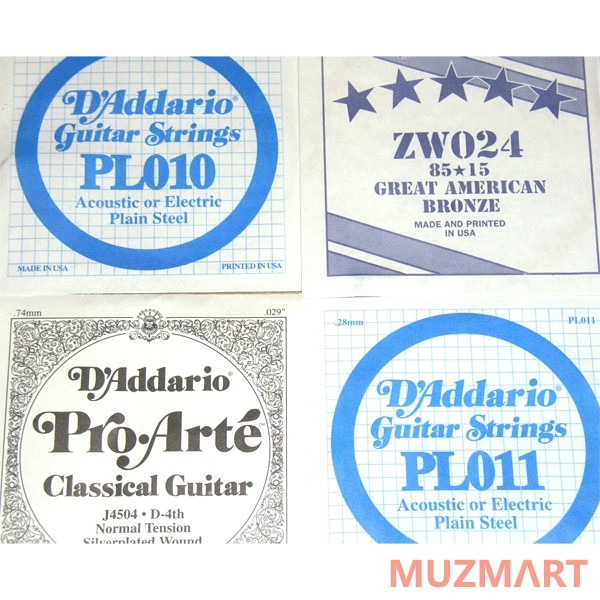 D'Addario®
Guitar Strings
PL010
Acoustic or Electric
Plain Steel
MADE IN USA
PRINTED IN USA
ZW024
85★15
GREAT AMERICAN
BRONZE
MADE AND PRINTED
IN USA
.74mm
.029"
D'Addario®
Pro·Arté™
Classical Guitar
J4504 • D-4th
Normal Tension
Silverplated Wound
.28mm
PL011
D'Addario
Guitar Strings
PL011
Acoustic or Electric
Plain Steel
MUZMART